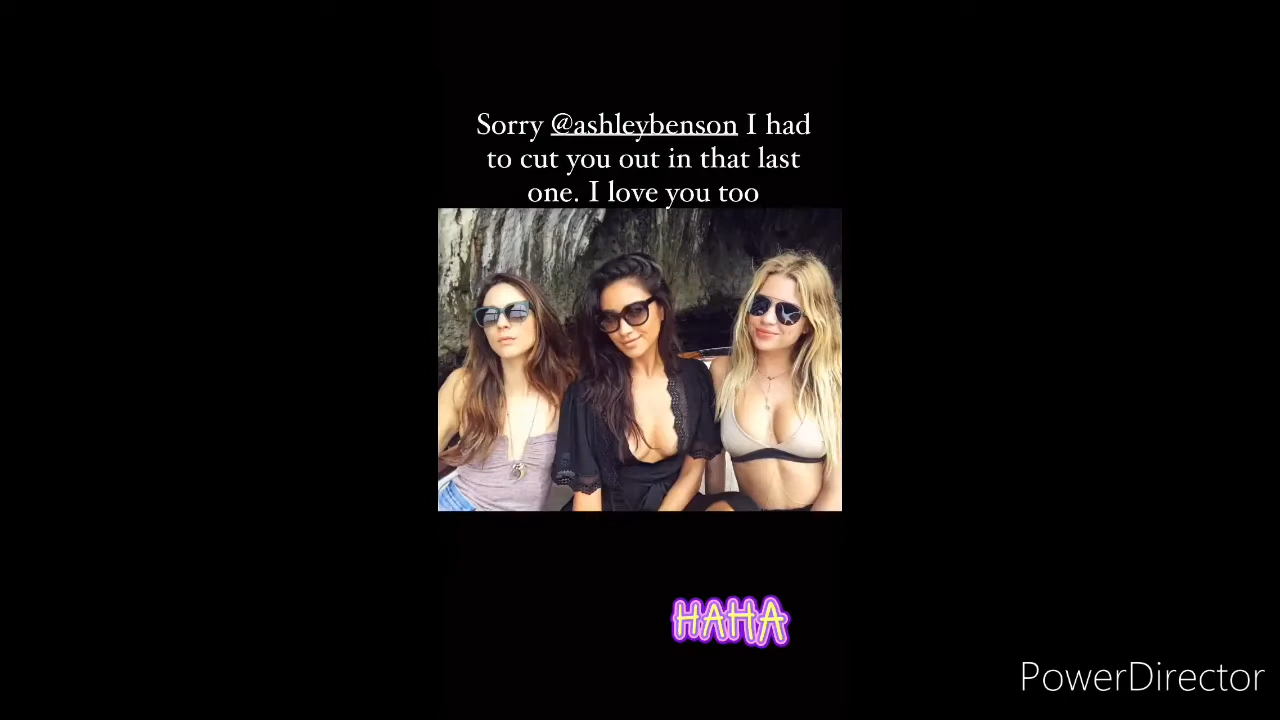 Sorry @ashleybenson I had
to cut you out in that last
one. I love you too
HAHA
PowerDirector